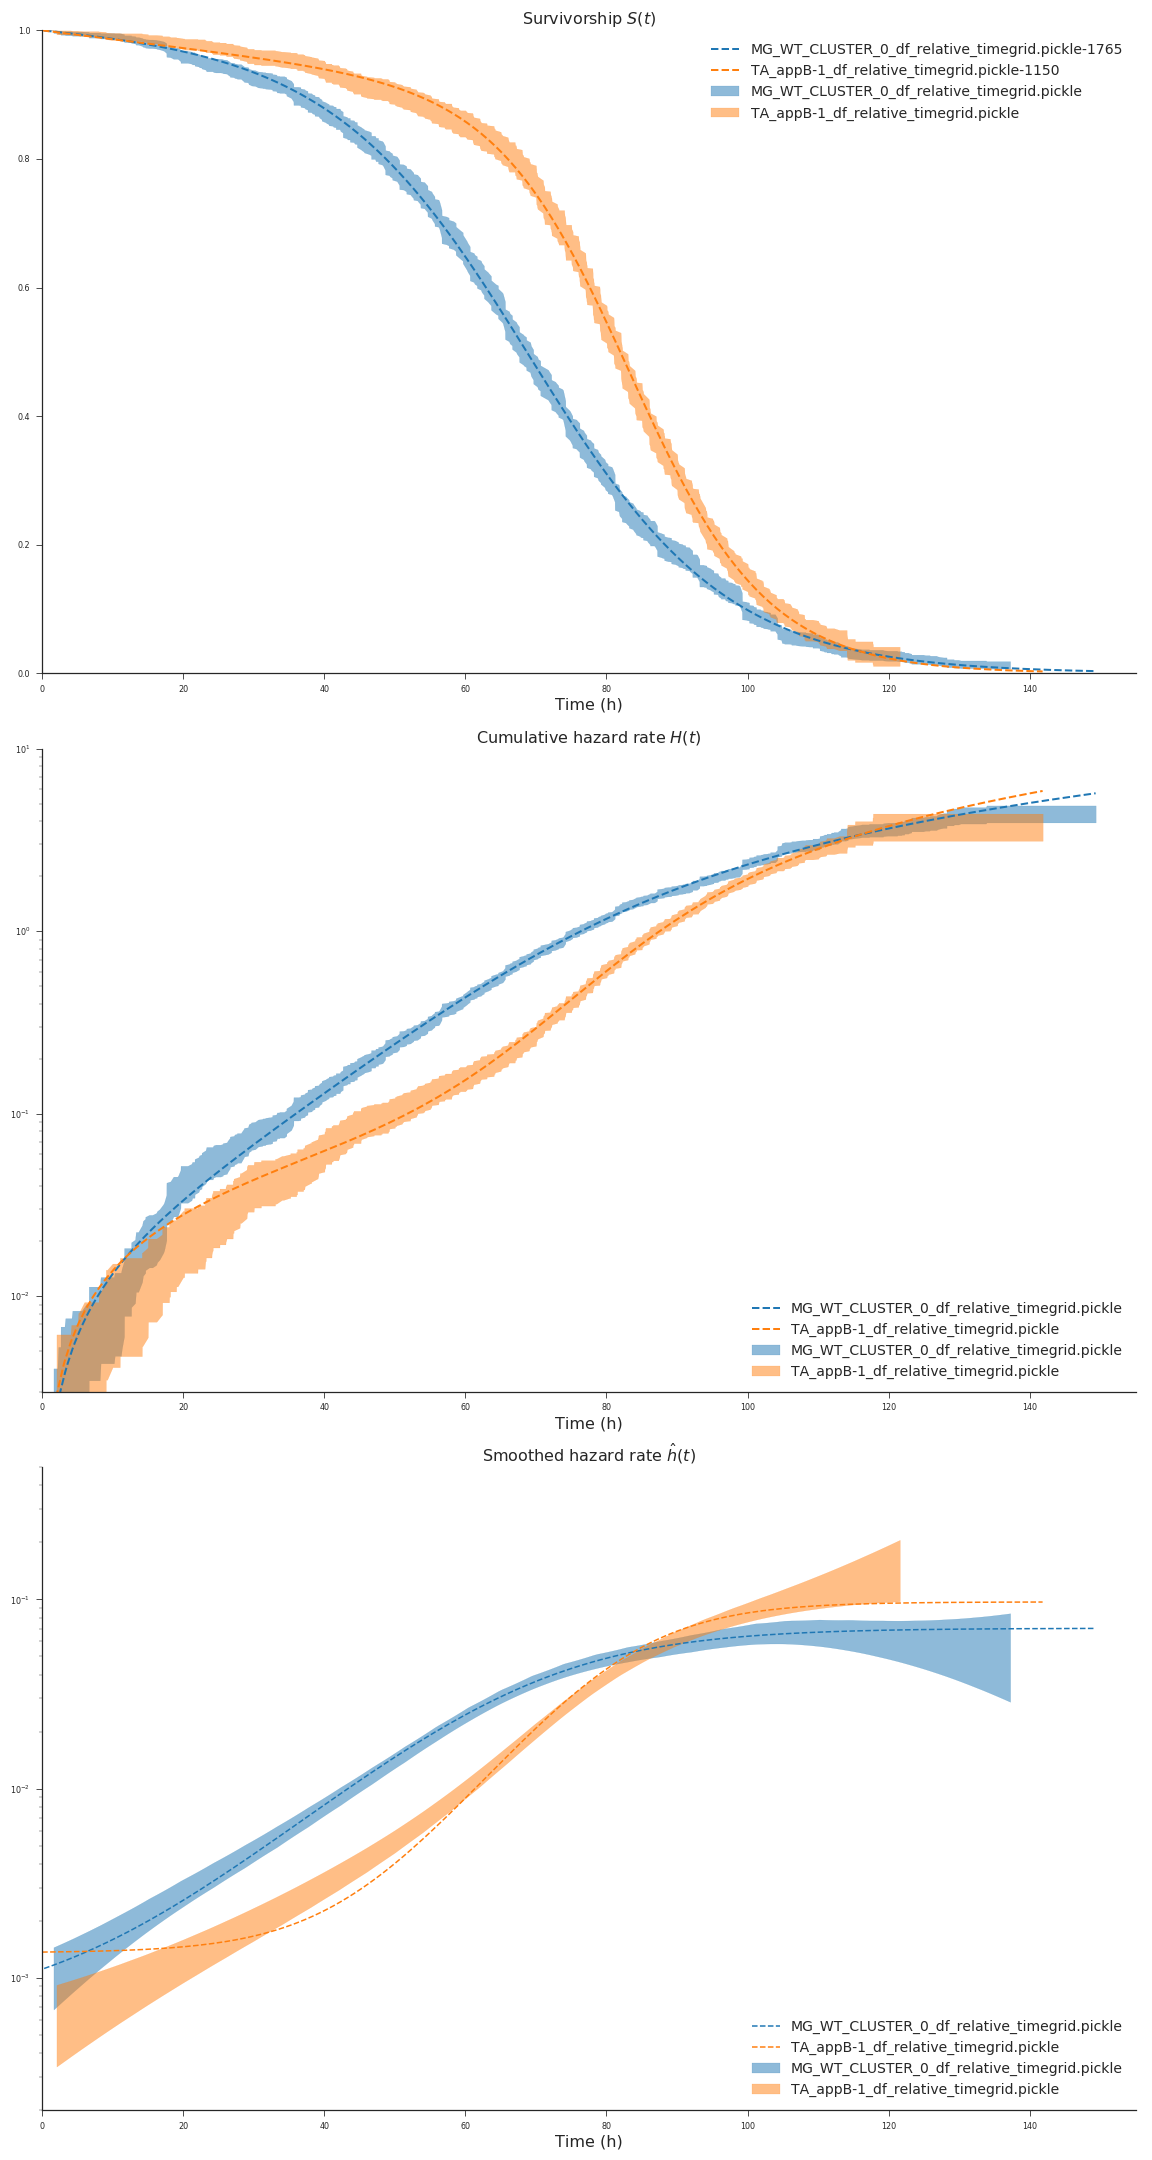 Survivorship S(t)
1.0
0.8
0.6
0.4
0.2
0.0
MG_WT_CLUSTER_0_df_relative_timegrid.pickle-1765
TA_appB-1_df_relative_timegrid.pickle-1150
MG_WT_CLUSTER_0_df_relative_timegrid.pickle
TA_appB-1_df_relative_timegrid.pickle
0 20 40 60 80 100 120 140
Time (h)
Cumulative hazard rate H(t)
10¹
10⁰
10⁻¹
10⁻²
MG_WT_CLUSTER_0_df_relative_timegrid.pickle
TA_appB-1_df_relative_timegrid.pickle
MG_WT_CLUSTER_0_df_relative_timegrid.pickle
TA_appB-1_df_relative_timegrid.pickle
0 20 40 60 80 100 120 140
Time (h)
Smoothed hazard rate ĥ(t)
10⁻¹
10⁻²
10⁻³
MG_WT_CLUSTER_0_df_relative_timegrid.pickle
TA_appB-1_df_relative_timegrid.pickle
MG_WT_CLUSTER_0_df_relative_timegrid.pickle
TA_appB-1_df_relative_timegrid.pickle
0 20 40 60 80 100 120 140
Time (h)